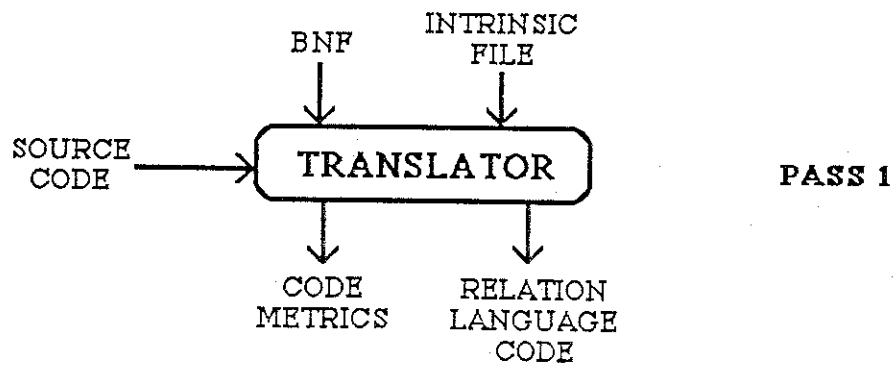 BNF
INTRINSIC
FILE
SOURCE
CODE
TRANSLATOR
PASS 1
CODE
METRICS
RELATION
LANGUAGE
CODE